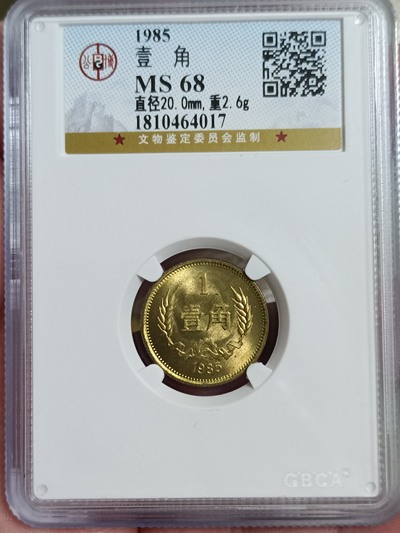 1985
壹 角
MS 68
直径20.0mm,重2.6g
1810464017
★ 文物鉴定委员会监制 ★
1
壹角
1985
GBCA